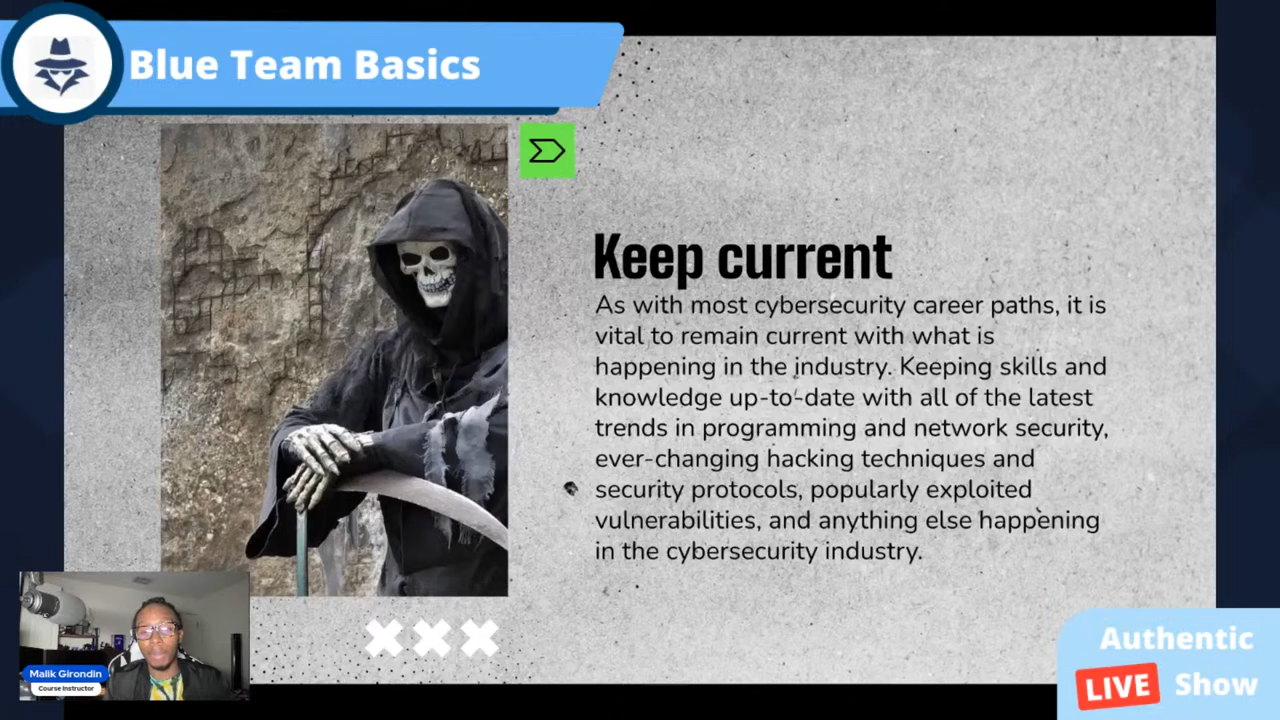 Blue Team Basics
Keep current
As with most cybersecurity career paths, it is
vital to remain current with what is
happening in the industry. Keeping skills and
knowledge up-to-date with all of the latest
trends in programming and network security,
ever-changing hacking techniques and
security protocols, popularly exploited
vulnerabilities, and anything else happening
in the cybersecurity industry.
Malik Girondin
Course Instructor
Authentic
LIVE Show